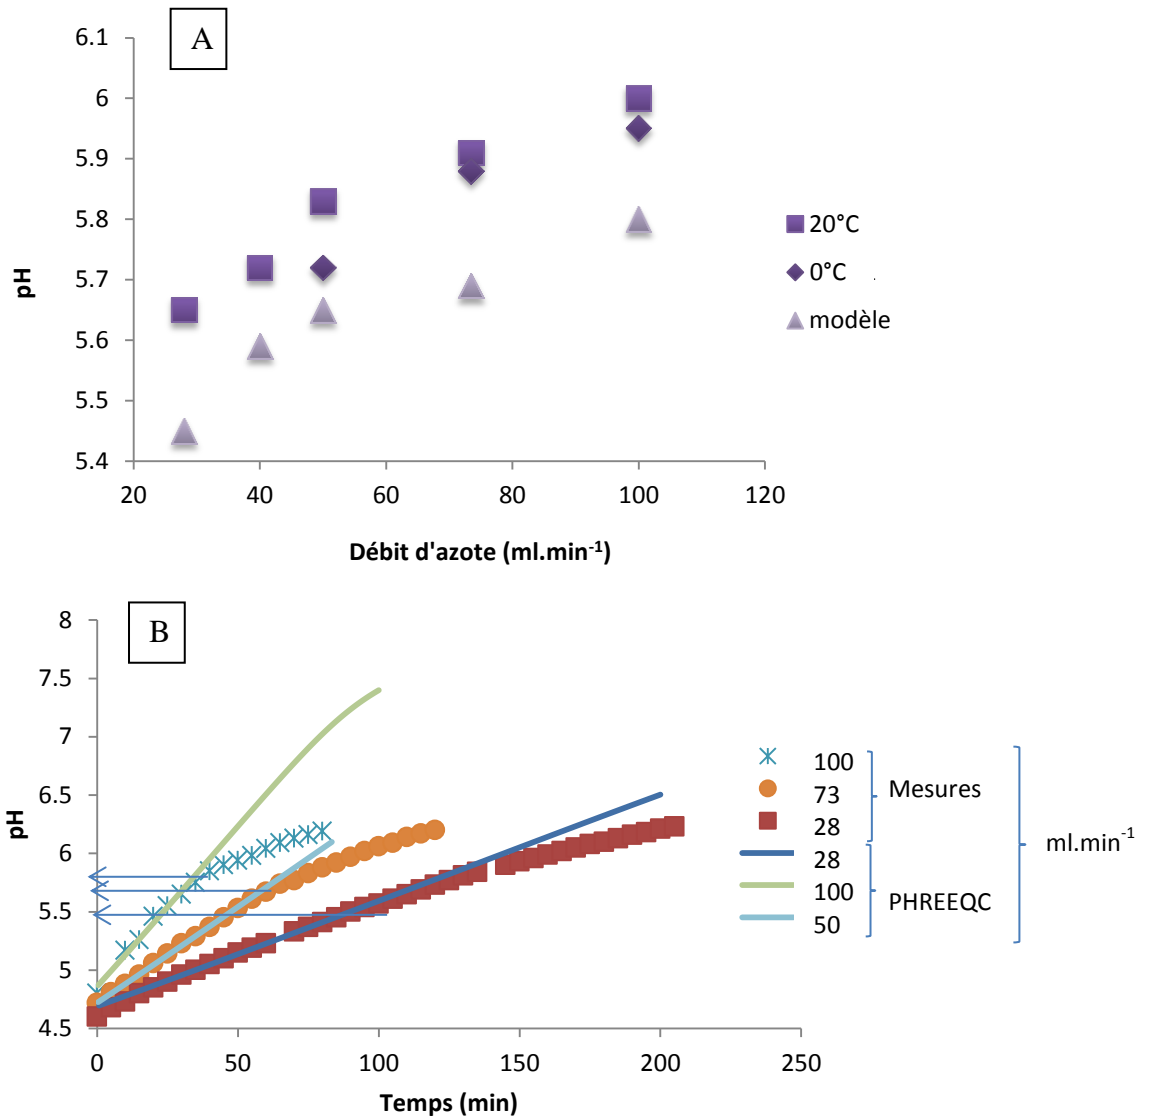 A
6.1
6
5.9
5.8
5.7
5.6
5.5
5.4
pH
20 40 60 80 100 120
Débit d'azote (ml.min-1)
20°C
0°C
modèle
B
8
7.5
7
6.5
6
5.5
5
4.5
pH
0 50 100 150 200 250
Temps (min)
100
73
28
Mesures
28
100
50
PHREEQC
ml.min-1